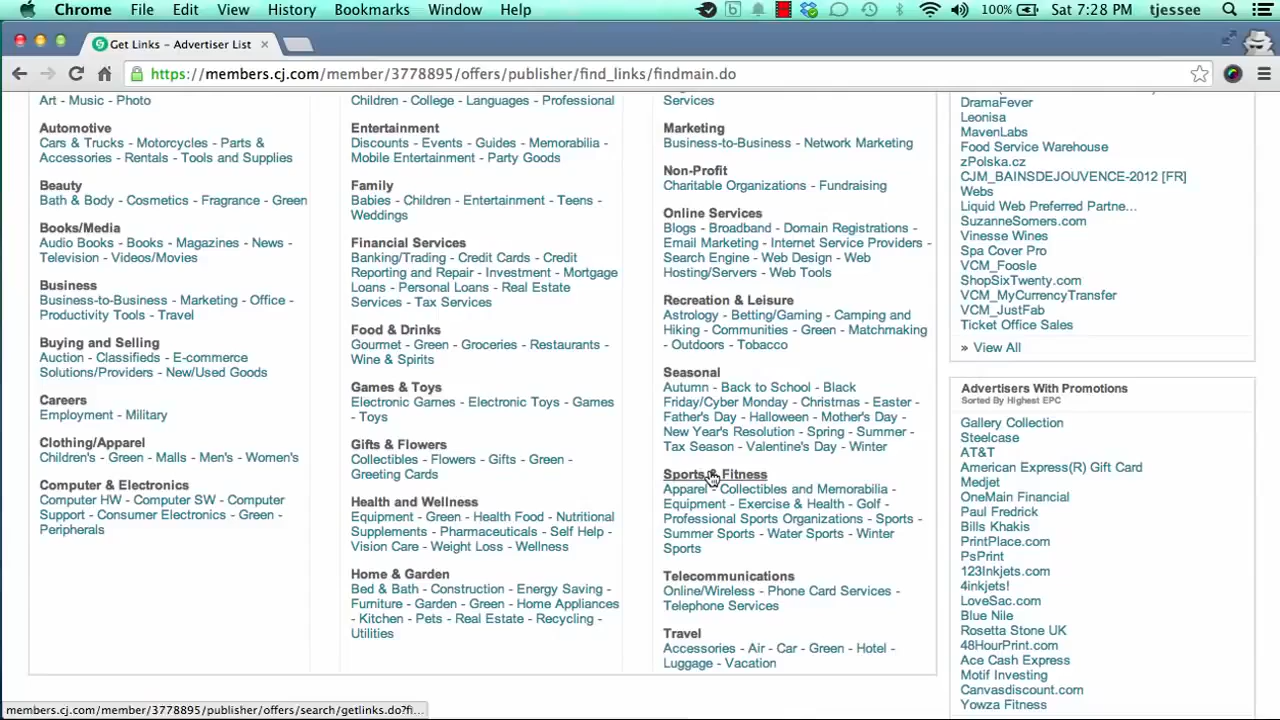 Chrome File Edit View History Bookmarks Window Help 100% Sat 7:28 PM tjessee
Get Links – Advertiser List
https://members.cj.com/member/3778895/offers/publisher/find_links/findmain.do
Art - Music - Photo
Automotive
Cars & Trucks - Motorcycles - Parts &
Accessories - Rentals - Tools and Supplies
Beauty
Bath & Body - Cosmetics - Fragrance - Green
Books/Media
Audio Books - Books - Magazines - News -
Television - Videos/Movies
Business
Business-to-Business - Marketing - Office -
Productivity Tools - Travel
Buying and Selling
Auction - Classifieds - E-commerce
Solutions/Providers - New/Used Goods
Careers
Employment - Military
Clothing/Apparel
Children's - Green - Malls - Men's - Women's
Computer & Electronics
Computer HW - Computer SW - Computer
Support - Consumer Electronics - Green -
Peripherals
Children - College - Languages - Professional
Entertainment
Discounts - Events - Guides - Memorabilia -
Mobile Entertainment - Party Goods
Family
Babies - Children - Entertainment - Teens -
Weddings
Financial Services
Banking/Trading - Credit Cards - Credit
Reporting and Repair - Investment - Mortgage
Loans - Personal Loans - Real Estate
Services - Tax Services
Food & Drinks
Gourmet - Green - Groceries - Restaurants -
Wine & Spirits
Games & Toys
Electronic Games - Electronic Toys - Games
- Toys
Gifts & Flowers
Collectibles - Flowers - Gifts - Green -
Greeting Cards
Health and Wellness
Equipment - Green - Health Food - Nutritional
Supplements - Pharmaceuticals - Self Help -
Vision Care - Weight Loss - Wellness
Home & Garden
Bed & Bath - Construction - Energy Saving -
Furniture - Garden - Green - Home Appliances
- Kitchen - Pets - Real Estate - Recycling -
Utilities
Services
Marketing
Business-to-Business - Network Marketing
Non-Profit
Charitable Organizations - Fundraising
Online Services
Blogs - Broadband - Domain Registrations -
Email Marketing - Internet Service Providers -
Search Engine - Web Design - Web
Hosting/Servers - Web Tools
Recreation & Leisure
Astrology - Betting/Gaming - Camping and
Hiking - Communities - Green - Matchmaking
- Outdoors - Tobacco
Seasonal
Autumn - Back to School - Black
Friday/Cyber Monday - Christmas - Easter -
Father's Day - Halloween - Mother's Day -
New Year's Resolution - Spring - Summer -
Tax Season - Valentine's Day - Winter
Sports & Fitness
Apparel - Collectibles and Memorabilia -
Equipment - Exercise & Health - Golf -
Professional Sports Organizations - Sports -
Summer Sports - Water Sports - Winter
Sports
Telecommunications
Online/Wireless - Phone Card Services -
Telephone Services
Travel
Accessories - Air - Car - Green - Hotel -
Luggage - Vacation
DramaFever
Leonisa
MavenLabs
Food Service Warehouse
zPolska.cz
CJM_BAINSDEJOUVENCE-2012 [FR]
Webs
Liquid Web Preferred Partne...
SuzanneSomers.com
Vinesse Wines
Spa Cover Pro
VCM_Foosle
ShopSixTwenty.com
VCM_MyCurrencyTransfer
VCM_JustFab
Ticket Office Sales
» View All
Advertisers With Promotions
Sorted By Highest EPC
Gallery Collection
Steelcase
AT&T
American Express(R) Gift Card
Medjet
OneMain Financial
Paul Fredrick
Bills Khakis
PrintPlace.com
PsPrint
123Inkjets.com
4inkjets!
LoveSac.com
Blue Nile
Rosetta Stone UK
48HourPrint.com
Ace Cash Express
Motif Investing
Canvasdiscount.com
Yowza Fitness
members.cj.com/member/3778895/publisher/offers/search/getlinks.do?fi...